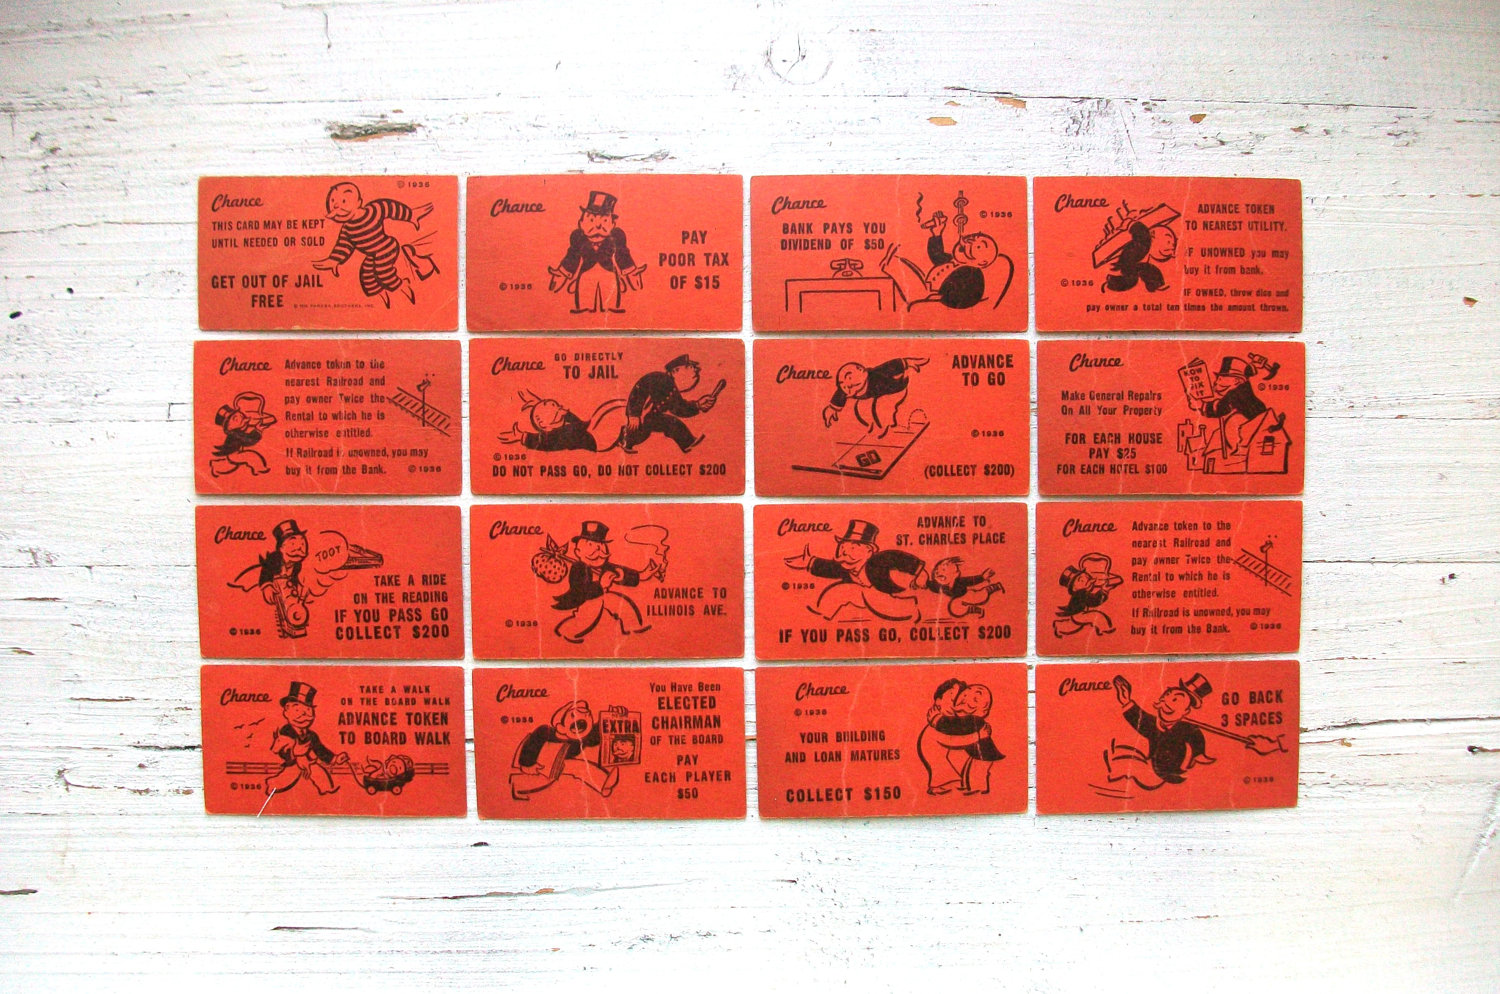 Chance
© 1936
THIS CARD MAY BE KEPT
UNTIL NEEDED OR SOLD
GET OUT OF JAIL
FREE
Chance
© 1936
PAY
POOR TAX
OF $15
Chance
© 1936
BANK PAYS YOU
DIVIDEND OF $50
Chance
© 1936
ADVANCE TOKEN
TO NEAREST UTILITY.
IF UNOWNED you may
buy it from bank.
IF OWNED, throw dice and
pay owner a total ten times the amount thrown.
Chance
Advance token to the
nearest Railroad and
pay owner Twice the
Rental to which he is
otherwise entitled.
If Railroad is unowned, you may
buy it from the Bank.
© 1936
Chance
GO DIRECTLY
TO JAIL
© 1936
DO NOT PASS GO, DO NOT COLLECT $200
Chance
ADVANCE
TO GO
GO
© 1936
(COLLECT $200)
Chance
HOW
TO
FIX
IT
© 1936
Make General Repairs
On All Your Property
FOR EACH HOUSE
PAY $25
FOR EACH HOTEL $100
Chance
TOOT
TAKE A RIDE
ON THE READING
IF YOU PASS GO
COLLECT $200
© 1936
Chance
ADVANCE TO
ILLINOIS AVE.
© 1936
Chance
ADVANCE TO
ST. CHARLES PLACE
© 1936
IF YOU PASS GO, COLLECT $200
Chance
Advance token to the
nearest Railroad and
pay owner Twice the
Rental to which he is
otherwise entitled.
If Railroad is unowned, you may
buy it from the Bank.
© 1936
Chance
TAKE A WALK
ON THE BOARD WALK
ADVANCE TOKEN
TO BOARD WALK
© 1936
Chance
© 1936
EXTRA
You Have Been
ELECTED
CHAIRMAN
OF THE BOARD
PAY
EACH PLAYER
$50
Chance
© 1936
YOUR BUILDING
AND LOAN MATURES
COLLECT $150
Chance
GO BACK
3 SPACES
© 1936